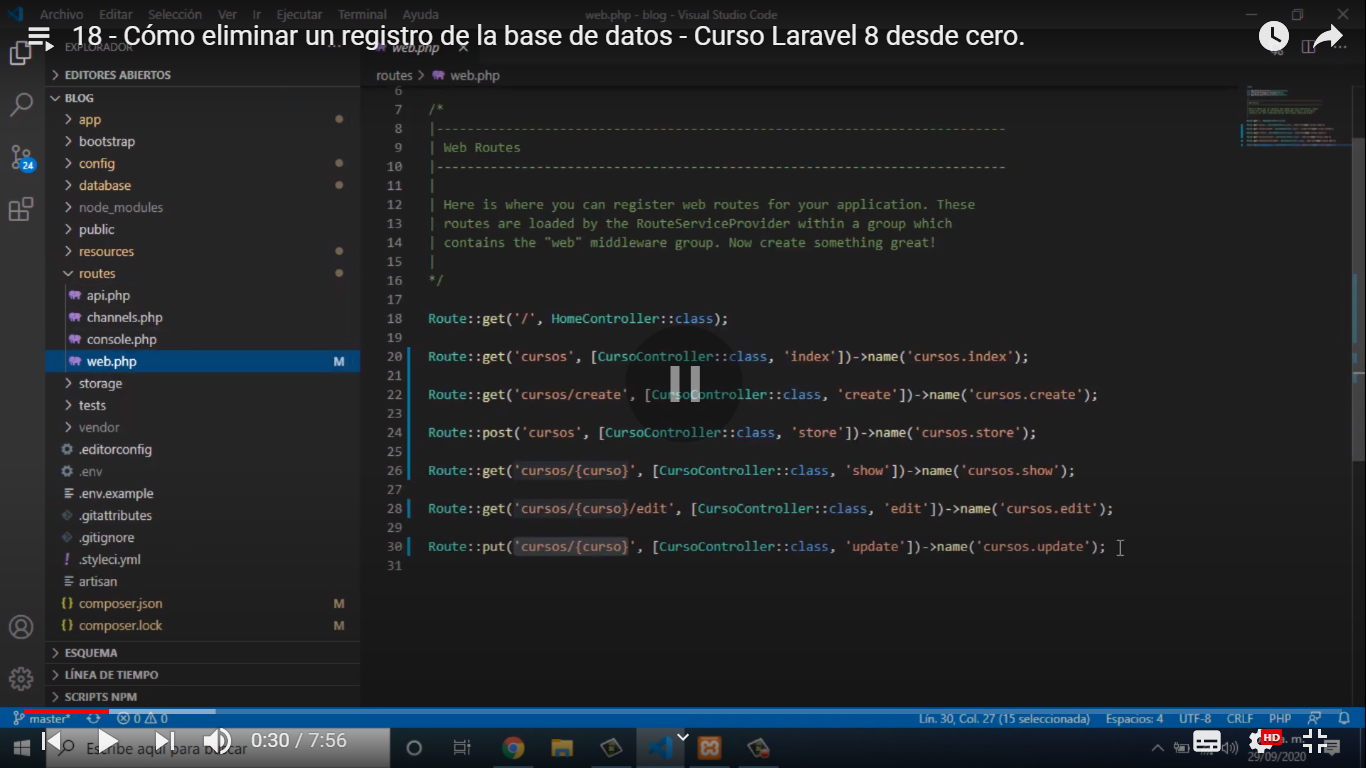 Archivo Editar Selección Ver Ir Ejecutar Terminal Ayuda
web.php - blog - Visual Studio Code
18 - Cómo eliminar un registro de la base de datos - Curso Laravel 8 desde cero.
EXPLORADOR
web.php
EDITORES ABIERTOS
routes > web.php
BLOG
app
bootstrap
config
database
node_modules
public
resources
routes
api.php
channels.php
console.php
web.php M
storage
tests
vendor
.editorconfig
.env
.env.example
.gitattributes
.gitignore
.styleci.yml
artisan
composer.json M
composer.lock M
ESQUEMA
LÍNEA DE TIEMPO
SCRIPTS NPM
24
6
7 /*
8 |--------------------------------------------------------------------------
9 | Web Routes
10 |--------------------------------------------------------------------------
11 |
12 | Here is where you can register web routes for your application. These
13 | routes are loaded by the RouteServiceProvider within a group which
14 | contains the "web" middleware group. Now create something great!
15 |
16 */
17
18 Route::get('/', HomeController::class);
19
20 Route::get('cursos', [CursoController::class, 'index'])->name('cursos.index');
21
22 Route::get('cursos/create', [CursoController::class, 'create'])->name('cursos.create');
23
24 Route::post('cursos', [CursoController::class, 'store'])->name('cursos.store');
25
26 Route::get('cursos/{curso}', [CursoController::class, 'show'])->name('cursos.show');
27
28 Route::get('cursos/{curso}/edit', [CursoController::class, 'edit'])->name('cursos.edit');
29
30 Route::put('cursos/{curso}', [CursoController::class, 'update'])->name('cursos.update');
31
master* 0 0
Lín. 30, Col. 27 (15 seleccionada) Espacios: 4 UTF-8 CRLF PHP
Escribe aquí para buscar
0:30 / 7:56
HD
29/09/2020